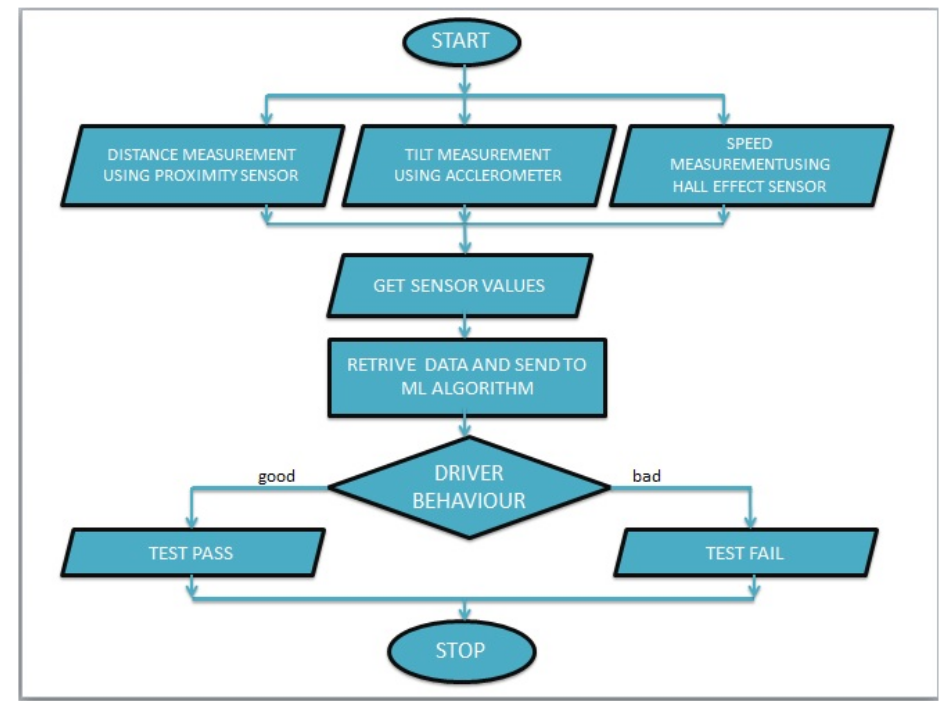 START
DISTANCE MEASUREMENT
USING PROXIMITY SENSOR
TILT MEASUREMENT
USING ACCLEROMETER
SPEED
MEASUREMENTUSING
HALL EFFECT SENSOR
GET SENSOR VALUES
RETRIVE DATA AND SEND TO
ML ALGORITHM
DRIVER
BEHAVIOUR
good
bad
TEST PASS
TEST FAIL
STOP